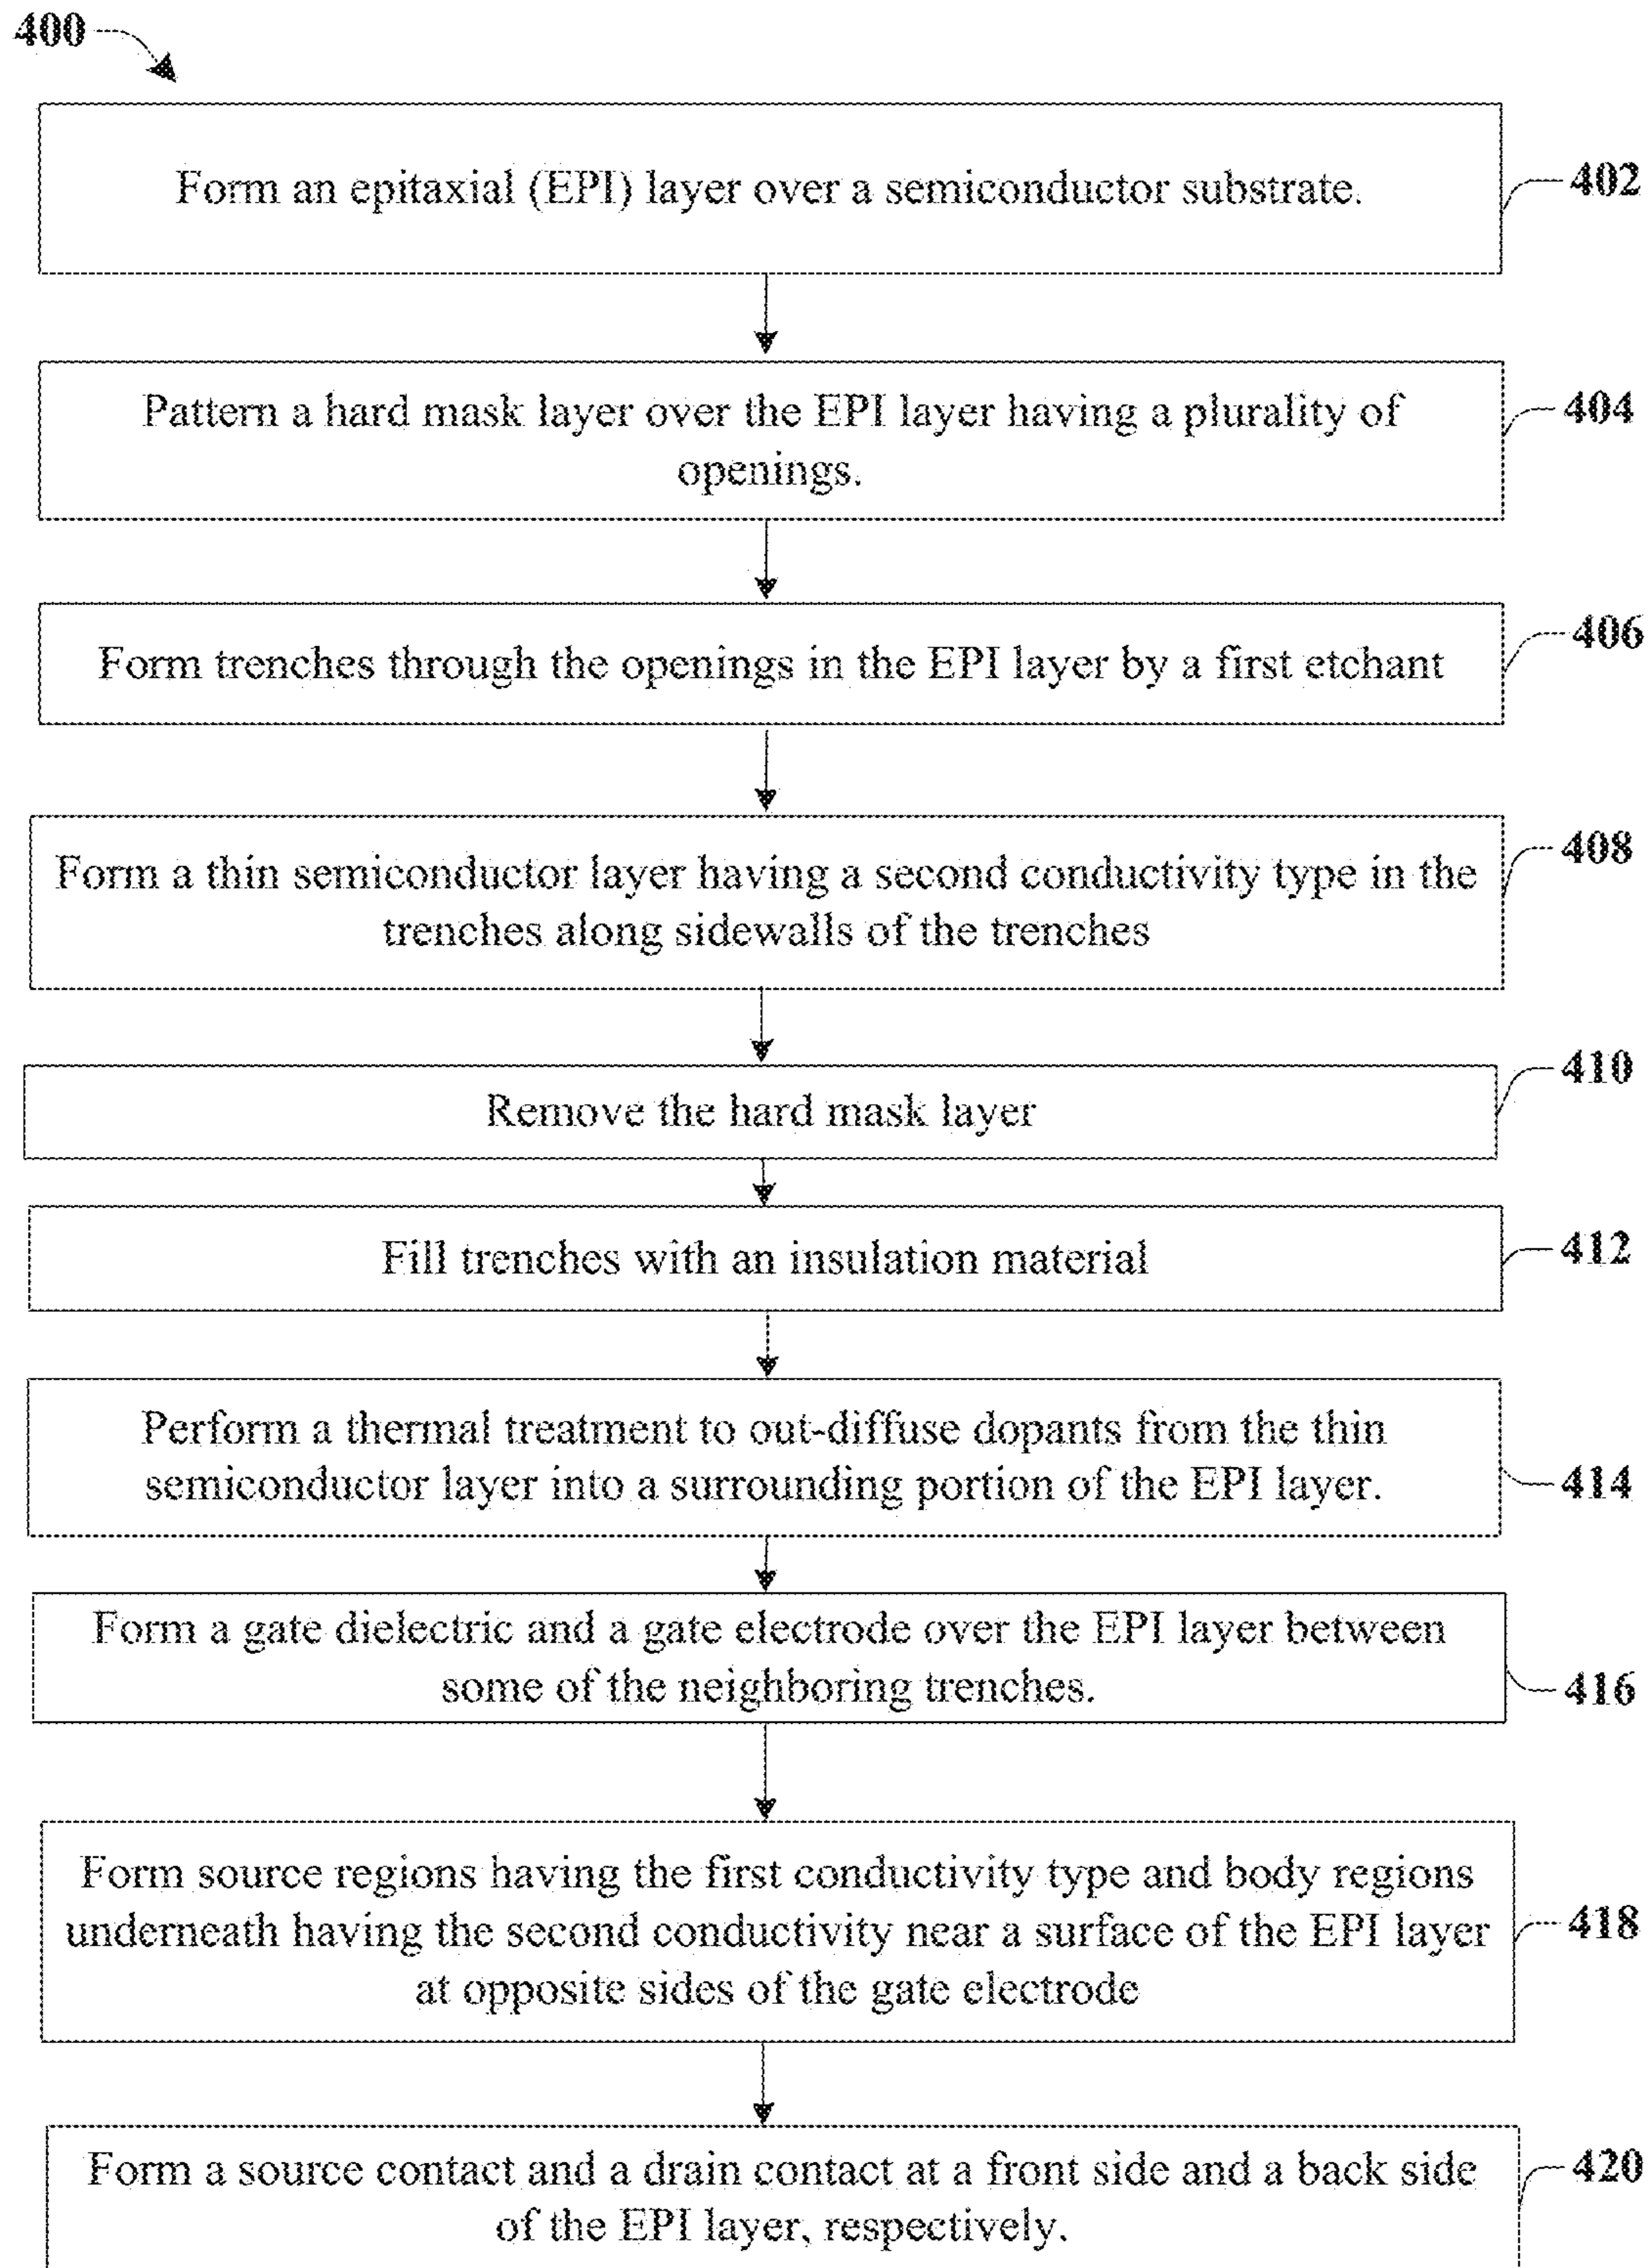 400
Form an epitaxial (EPI) layer over a semiconductor substrate.
402
Pattern a hard mask layer over the EPI layer having a plurality of
openings.
404
Form trenches through the openings in the EPI layer by a first etchant
406
Form a thin semiconductor layer having a second conductivity type in the
trenches along sidewalls of the trenches
408
Remove the hard mask layer
410
Fill trenches with an insulation material
412
Perform a thermal treatment to out-diffuse dopants from the thin
semiconductor layer into a surrounding portion of the EPI layer.
414
Form a gate dielectric and a gate electrode over the EPI layer between
some of the neighboring trenches.
416
Form source regions having the first conductivity type and body regions
underneath having the second conductivity near a surface of the EPI layer
at opposite sides of the gate electrode
418
Form a source contact and a drain contact at a front side and a back side
of the EPI layer, respectively.
420